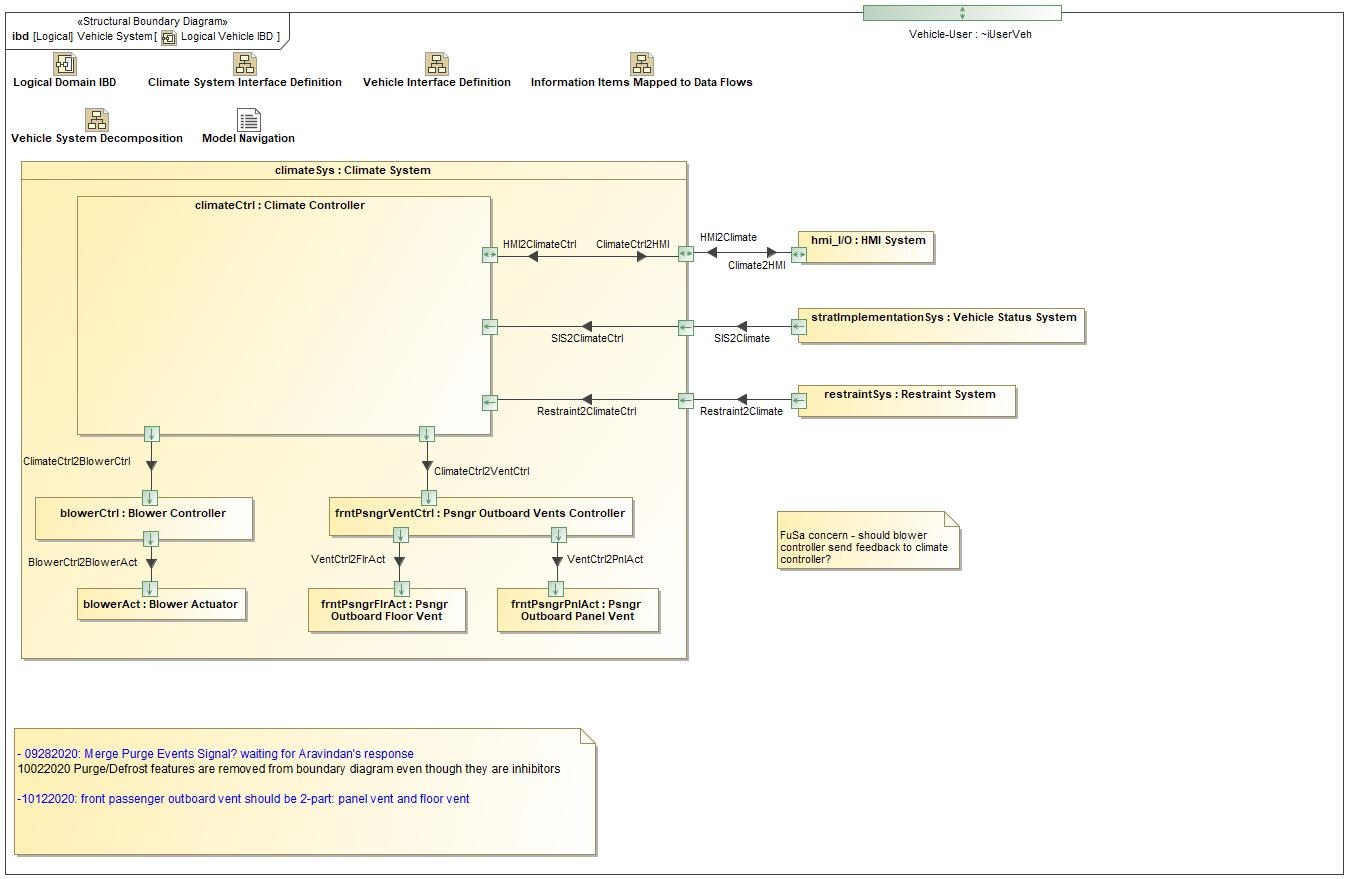 «Structural Boundary Diagram»
ibd [Logical] Vehicle System[ Logical Vehicle IBD ]
Vehicle-User : ~iUserVeh
Logical Domain IBD
Climate System Interface Definition
Vehicle Interface Definition
Information Items Mapped to Data Flows
Vehicle System Decomposition
Model Navigation
climateSys : Climate System
climateCtrl : Climate Controller
HMI2ClimateCtrl
ClimateCtrl2HMI
HMI2Climate
Climate2HMI
hmi_I/O : HMI System
SIS2ClimateCtrl
SIS2Climate
stratImplementationSys : Vehicle Status System
Restraint2ClimateCtrl
Restraint2Climate
restraintSys : Restraint System
ClimateCtrl2BlowerCtrl
ClimateCtrl2VentCtrl
blowerCtrl : Blower Controller
frntPsngrVentCtrl : Psngr Outboard Vents Controller
BlowerCtrl2BlowerAct
VentCtrl2FlrAct
VentCtrl2PnlAct
blowerAct : Blower Actuator
frntPsngrFlrAct : Psngr
Outboard Floor Vent
frntPsngrPnlAct : Psngr
Outboard Panel Vent
FuSa concern - should blower
controller send feedback to climate
controller?
- 09282020: Merge Purge Events Signal? waiting for Aravindan's response
10022020 Purge/Defrost features are removed from boundary diagram even though they are inhibitors
-10122020: front passenger outboard vent should be 2-part: panel vent and floor vent